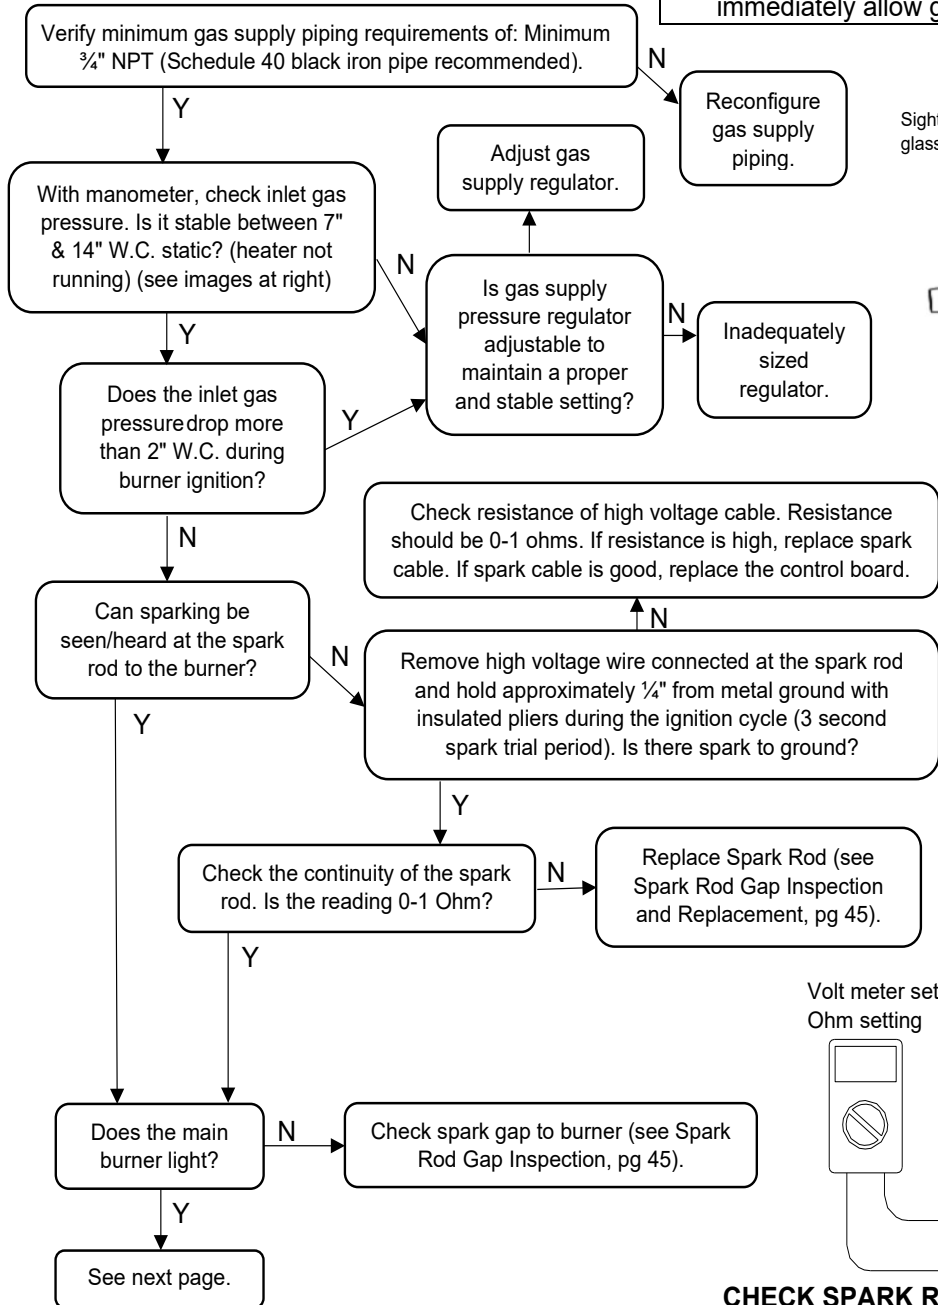 immediately allow g
Verify minimum gas supply piping requirements of: Minimum
¾" NPT (Schedule 40 black iron pipe recommended).
N
Y
Reconfigure
gas supply
piping.
Sight
glass
Adjust gas
supply regulator.
With manometer, check inlet gas
pressure. Is it stable between 7"
& 14" W.C. static? (heater not
running) (see images at right)
N
Y
Is gas supply
pressure regulator
adjustable to
maintain a proper
and stable setting?
N
Inadequately
sized
regulator.
Does the inlet gas
pressure drop more
than 2" W.C. during
burner ignition?
Y
N
Check resistance of high voltage cable. Resistance
should be 0-1 ohms. If resistance is high, replace spark
cable. If spark cable is good, replace the control board.
N
Can sparking be
seen/heard at the spark
rod to the burner?
N
Y
Remove high voltage wire connected at the spark rod
and hold approximately ¼" from metal ground with
insulated pliers during the ignition cycle (3 second
spark trial period). Is there spark to ground?
Y
Check the continuity of the spark
rod. Is the reading 0-1 Ohm?
N
Y
Replace Spark Rod (see
Spark Rod Gap Inspection
and Replacement, pg 45).
Volt meter set
Ohm setting
Does the main
burner light?
N
Y
Check spark gap to burner (see Spark
Rod Gap Inspection, pg 45).
See next page.
CHECK SPARK R